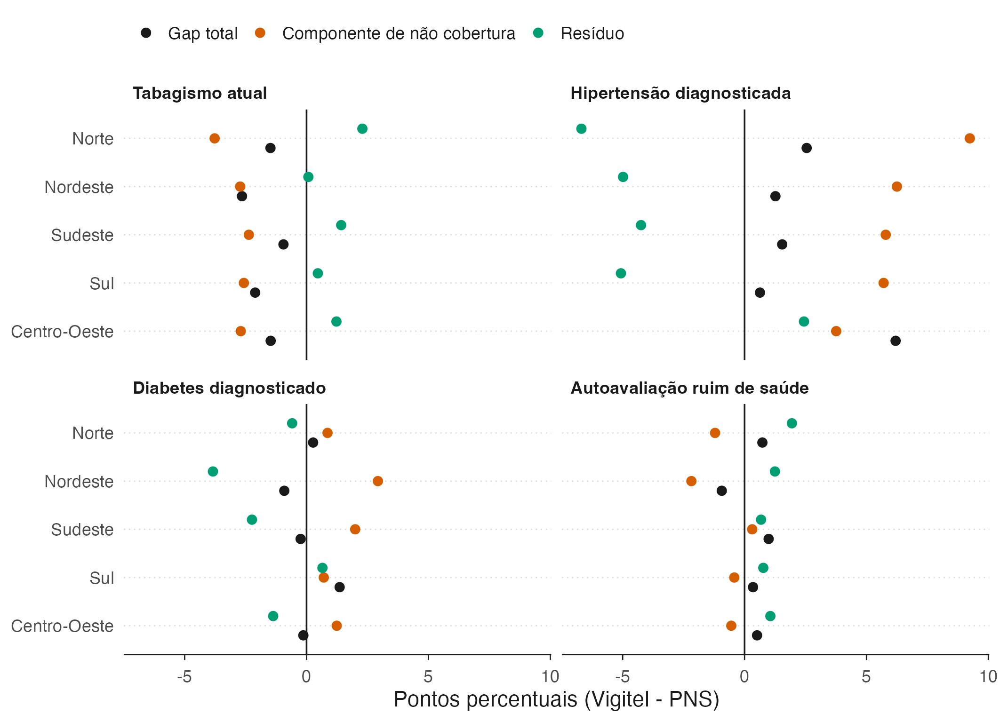 Gap total Componente de não cobertura Resíduo
Tabagismo atual Hipertensão diagnosticada
Norte
Nordeste
Sudeste
Sul
Centro-Oeste
Diabetes diagnosticado Autoavaliação ruim de saúde
Norte
Nordeste
Sudeste
Sul
Centro-Oeste
-5 0 5 10 -5 0 5 10
Pontos percentuais (Vigitel - PNS)